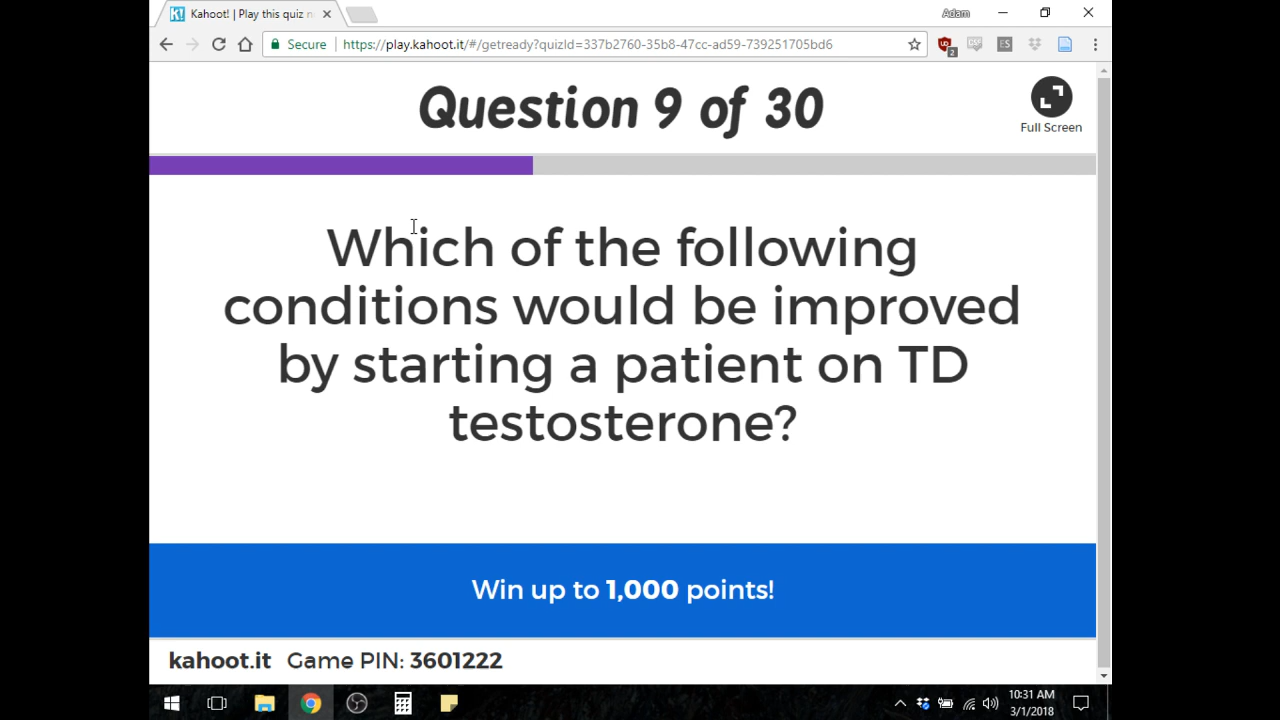 Kahoot! | Play this quiz n
Adam
Secure
https://play.kahoot.it/#/getready?quizId=337b2760-35b8-47cc-ad59-739251705bd6
2
ES
Question 9 of 30
Full Screen
Which of the following
conditions would be improved
by starting a patient on TD
testosterone?
Win up to 1,000 points!
kahoot.it Game PIN: 3601222
10:31 AM
3/1/2018